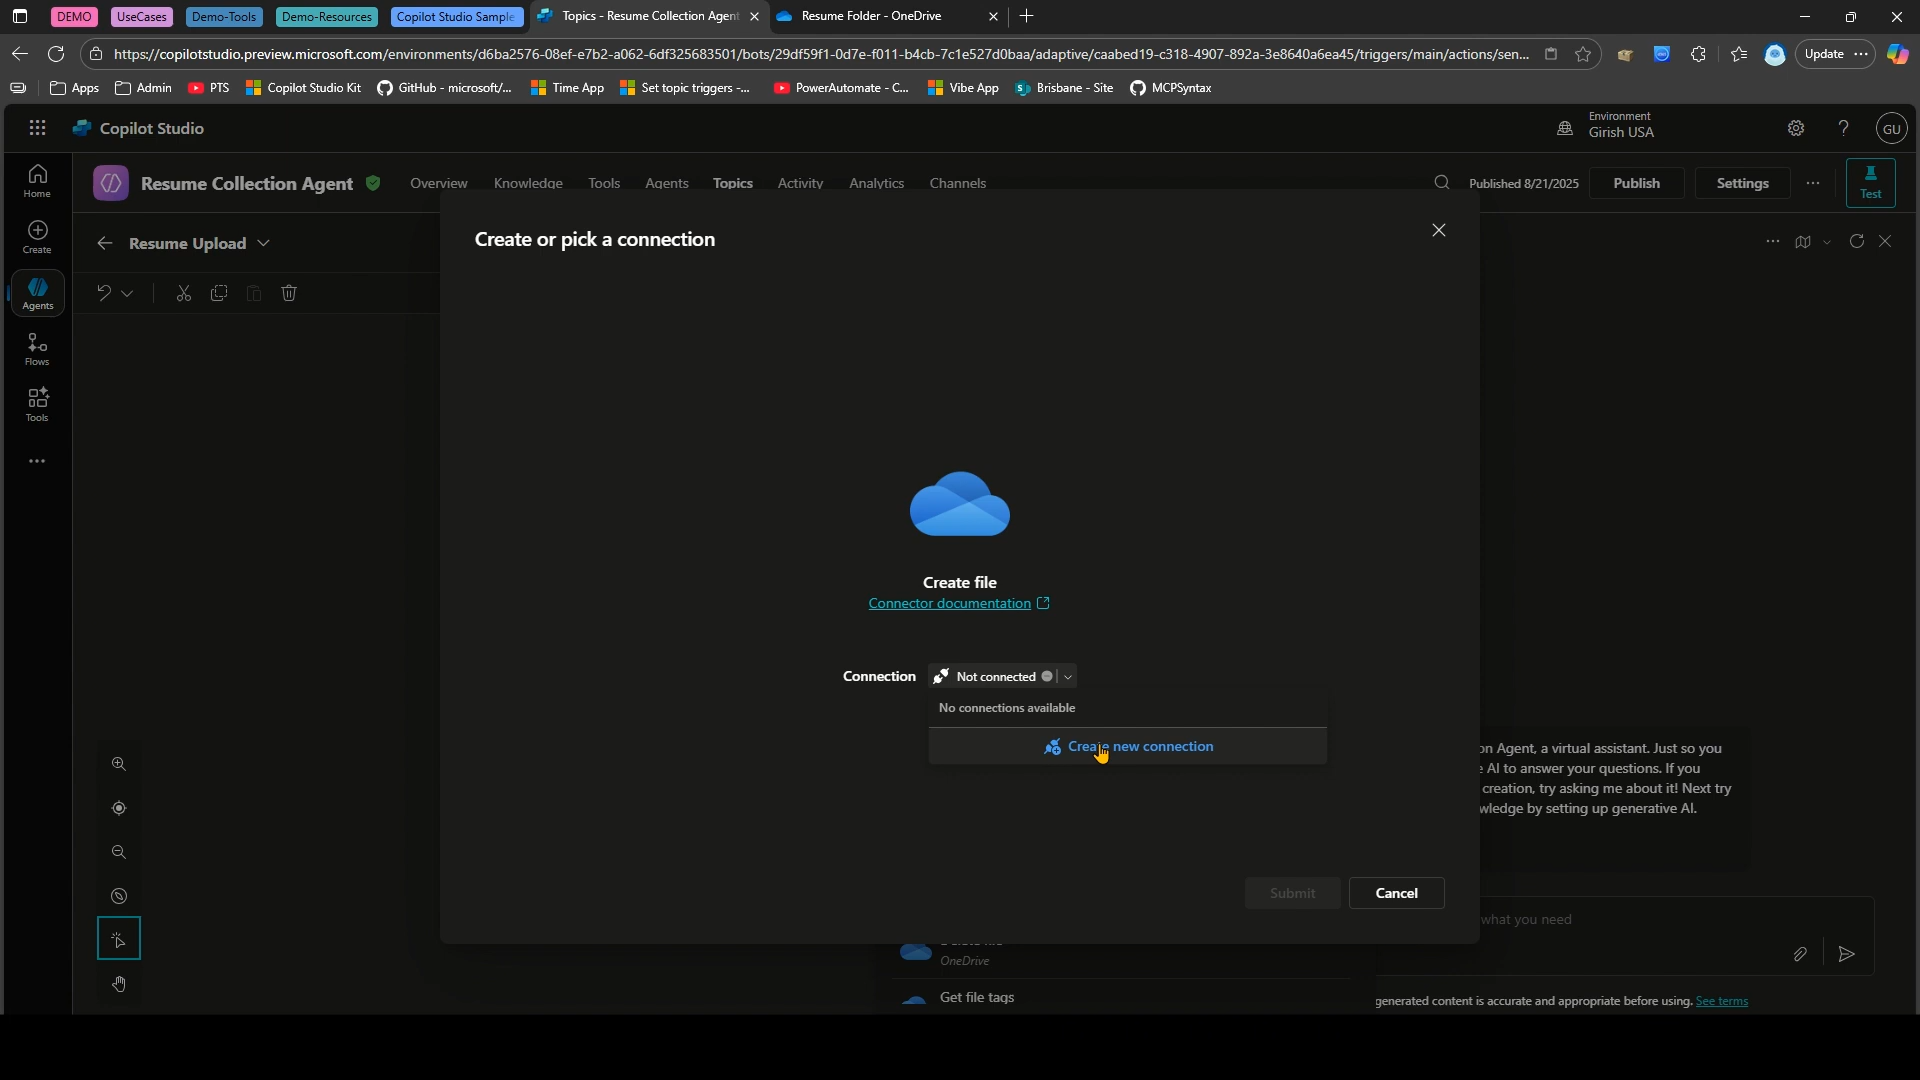 DEMO
UseCases
Demo-Tools
Demo-Resources
Copilot Studio Sample
Topics - Resume Collection Agent
Resume Folder - OneDrive
https://copilotstudio.preview.microsoft.com/environments/d6ba2576-08ef-e7b2-a062-6df325683501/bots/29df59f1-0d7e-f011-b4cb-7c1e527d0baa/adaptive/caabed19-c318-4907-892a-3e8640a6ea45/triggers/main/actions/sen...
Update
Apps
Admin
PTS
Copilot Studio Kit
GitHub - microsoft/...
Time App
Set topic triggers -...
PowerAutomate - C...
Vibe App
Brisbane - Site
MCPSyntax
Copilot Studio
Environment
Girish USA
GU
Home
Create
Agents
Flows
Tools
Resume Collection Agent
Overview
Knowledge
Tools
Agents
Topics
Activity
Analytics
Channels
Published 8/21/2025
Publish
Settings
Test
Resume Upload
Create or pick a connection
Create file
Connector documentation
Connection
Not connected
No connections available
Create new connection
Submit
Cancel
on Agent, a virtual assistant. Just so you
AI to answer your questions. If you
creation, try asking me about it! Next try
wledge by setting up generative AI.
what you need
OneDrive
Get file tags
generated content is accurate and appropriate before using. See terms